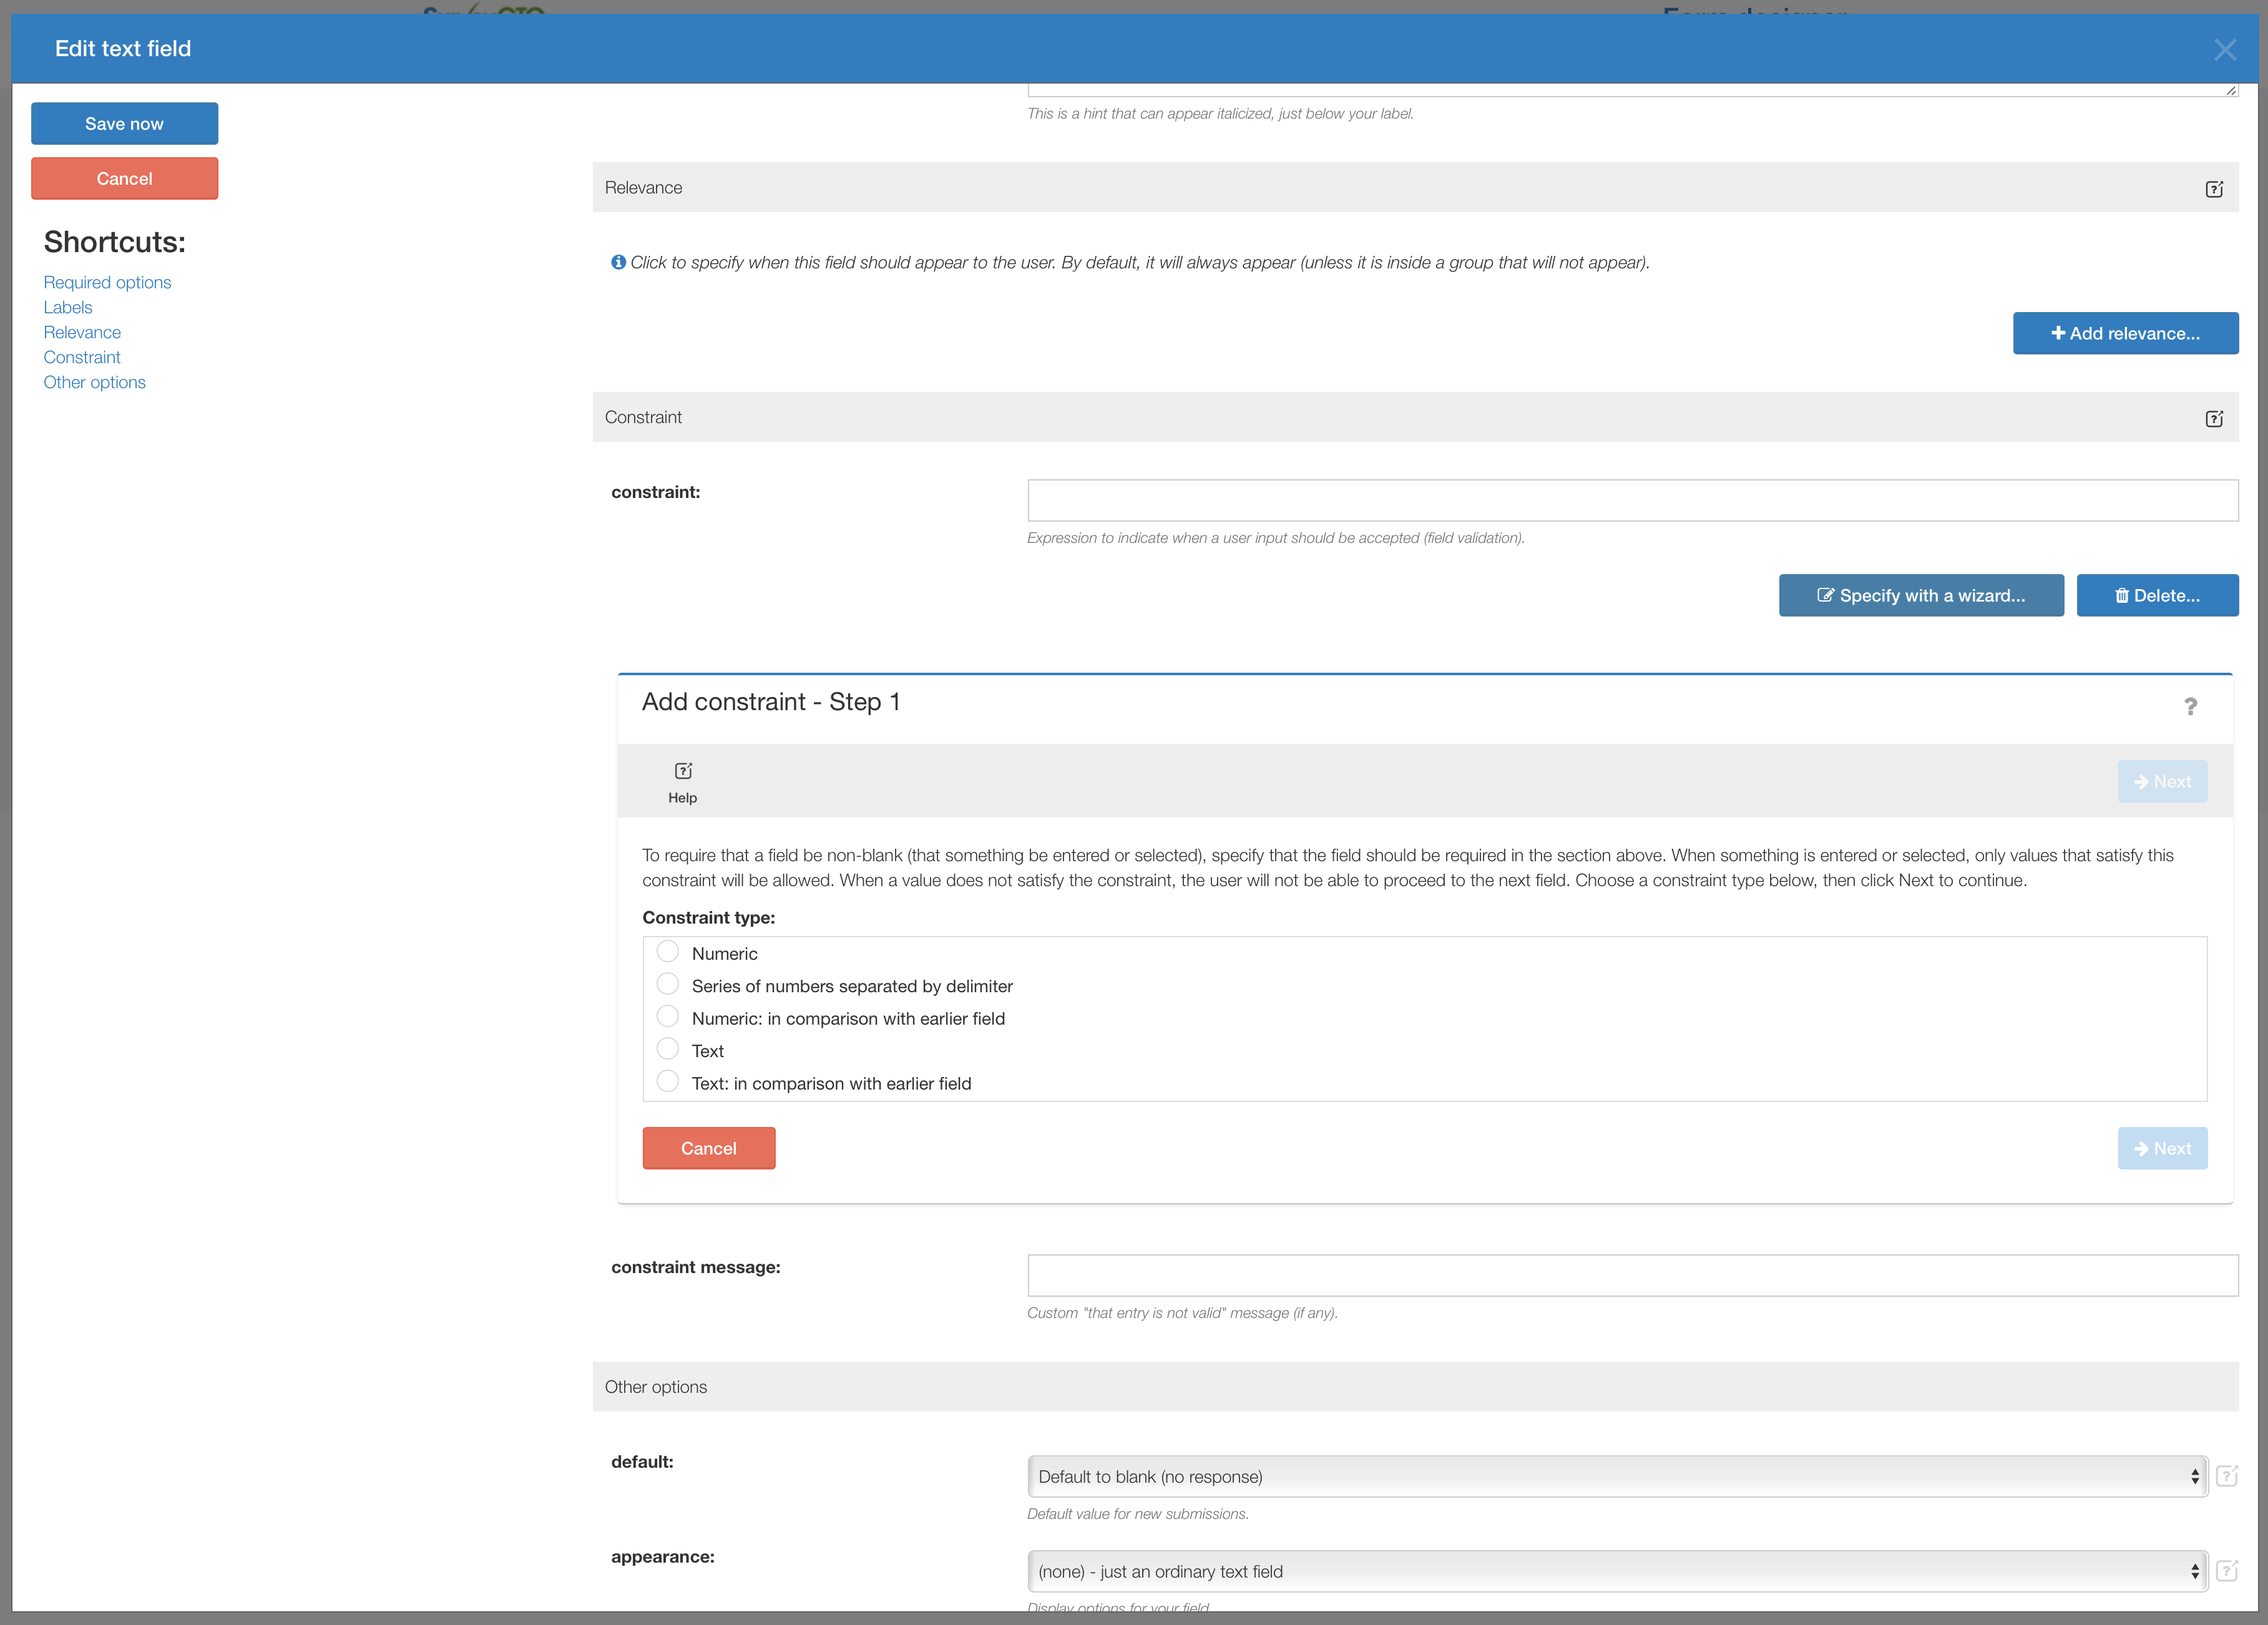 SurveyCTO
Form designer
Edit text field
Save now
Cancel
Shortcuts:
Required options
Labels
Relevance
Constraint
Other options
This is a hint that can appear italicized, just below your label.
Relevance
Click to specify when this field should appear to the user. By default, it will always appear (unless it is inside a group that will not appear).
Add relevance...
Constraint
constraint:
Expression to indicate when a user input should be accepted (field validation).
Specify with a wizard...
Delete...
Add constraint - Step 1
?
Help
Next
To require that a field be non-blank (that something be entered or selected), specify that the field should be required in the section above. When something is entered or selected, only values that satisfy this
constraint will be allowed. When a value does not satisfy the constraint, the user will not be able to proceed to the next field. Choose a constraint type below, then click Next to continue.
Constraint type:
Numeric
Series of numbers separated by delimiter
Numeric: in comparison with earlier field
Text
Text: in comparison with earlier field
Cancel
Next
constraint message:
Custom "that entry is not valid" message (if any).
Other options
default:
Default to blank (no response)
Default value for new submissions.
appearance:
(none) - just an ordinary text field
Display options for your field.